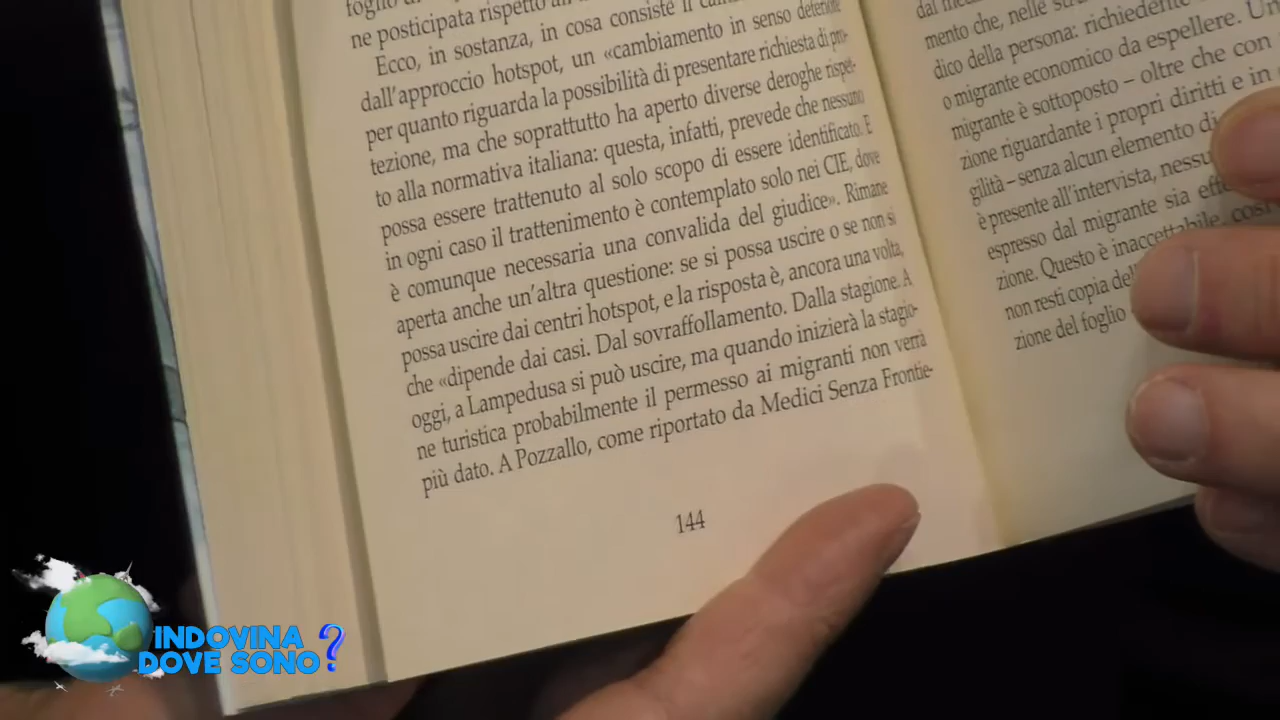 foglio di
ne posticipata rispetto all'
Ecco, in sostanza, in cosa consiste il
dall'approccio hotspot, un «cambiamento in senso deteriore
per quanto riguarda la possibilità di presentare richiesta di pro-
tezione, ma che soprattutto ha aperto diverse deroghe rispet-
to alla normativa italiana: questa, infatti, prevede che nessuno
possa essere trattenuto al solo scopo di essere identificato. E
in ogni caso il trattenimento è contemplato solo nei CIE, dove
è comunque necessaria una convalida del giudice». Rimane
aperta anche un'altra questione: se si possa uscire o se non si
possa uscire dai centri hotspot, e la risposta è, ancora una volta,
che «dipende dai casi. Dal sovraffollamento. Dalla stagione. A
oggi, a Lampedusa si può uscire, ma quando inizierà la stagio-
ne turistica probabilmente il permesso ai migranti non verrà
più dato. A Pozzallo, come riportato da Medici Senza Frontie-
144
mento che, nelle
dico della persona: richiedente
o migrante economico da espellere. Un
migrante è sottoposto – oltre che con
zione riguardante i propri diritti e in
gilità – senza alcun elemento di
è presente all'intervista, nessu
espresso dal migrante sia effe
zione. Questo è inaccettabile, così
non resti copia del
zione del foglio
INDOVINA
DOVE SONO?